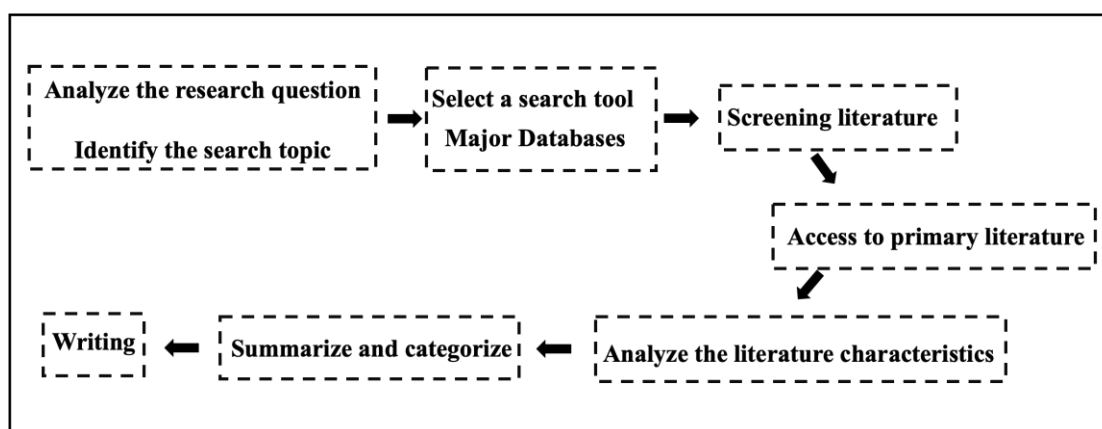 Analyze the research question
Identify the search topic
Select a search tool
Major Databases
Screening literature
Access to primary literature
Analyze the literature characteristics
Summarize and categorize
Writing